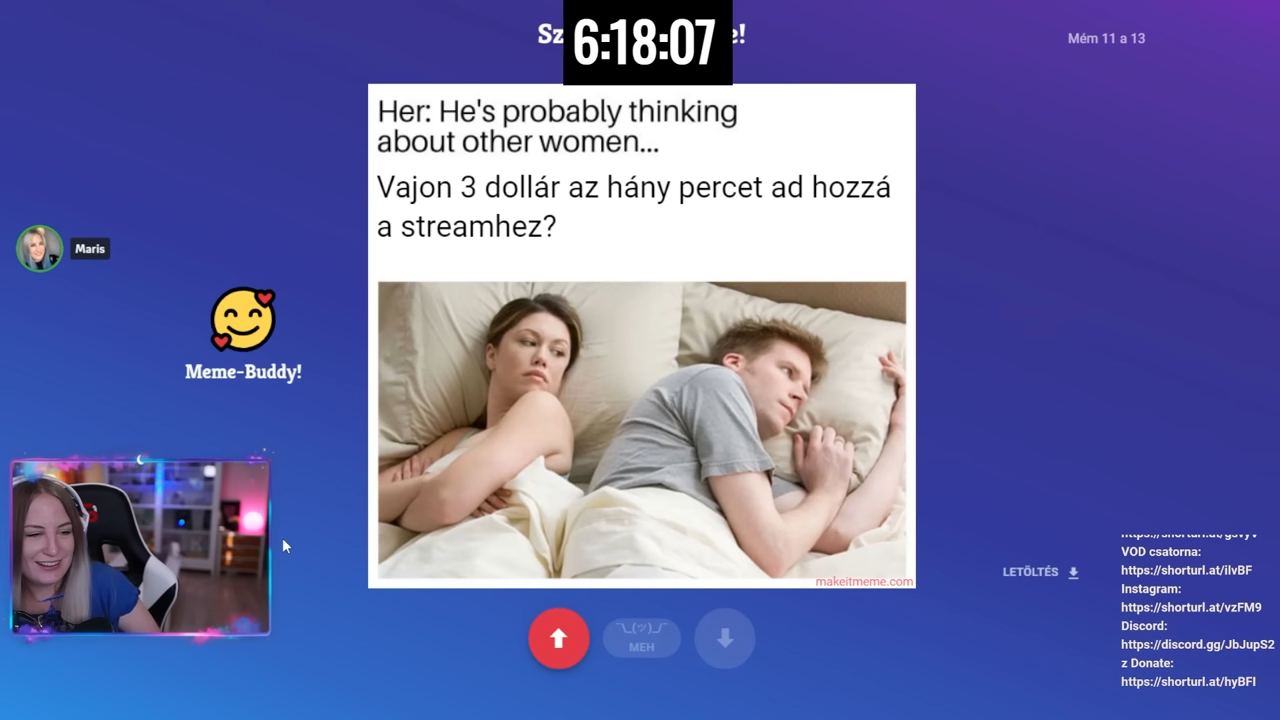 Sz
6:18:07
e!
Mém 11 a 13
Her: He's probably thinking
about other women...
Vajon 3 dollár az hány percet ad hozzá
a streamhez?
Maris
Meme-Buddy!
makeitmeme.com
LETÖLTÉS
¯\_(ツ)_/¯
MEH
VOD csatorna:
https://shorturl.at/ilvBF
Instagram:
https://shorturl.at/vzFM9
Discord:
https://discord.gg/JbJupS2
z Donate:
https://shorturl.at/hyBFI